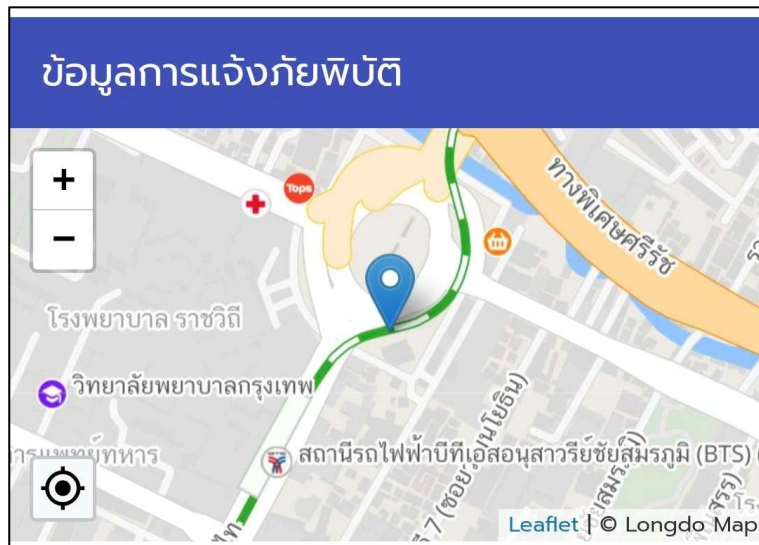 ข้อมูลการแจ้งภัยพิบัติ
+
Tops
−
ทางพิเศษศรีรัช
โรงพยาบาล ราชวิถี
วิทยาลัยพยาบาลกรุงเทพ
สถานีรถไฟฟ้าบีทีเอสอนุสาวรีย์ชัยสมรภูมิ (BTS) (
Leaflet | © Longdo Map